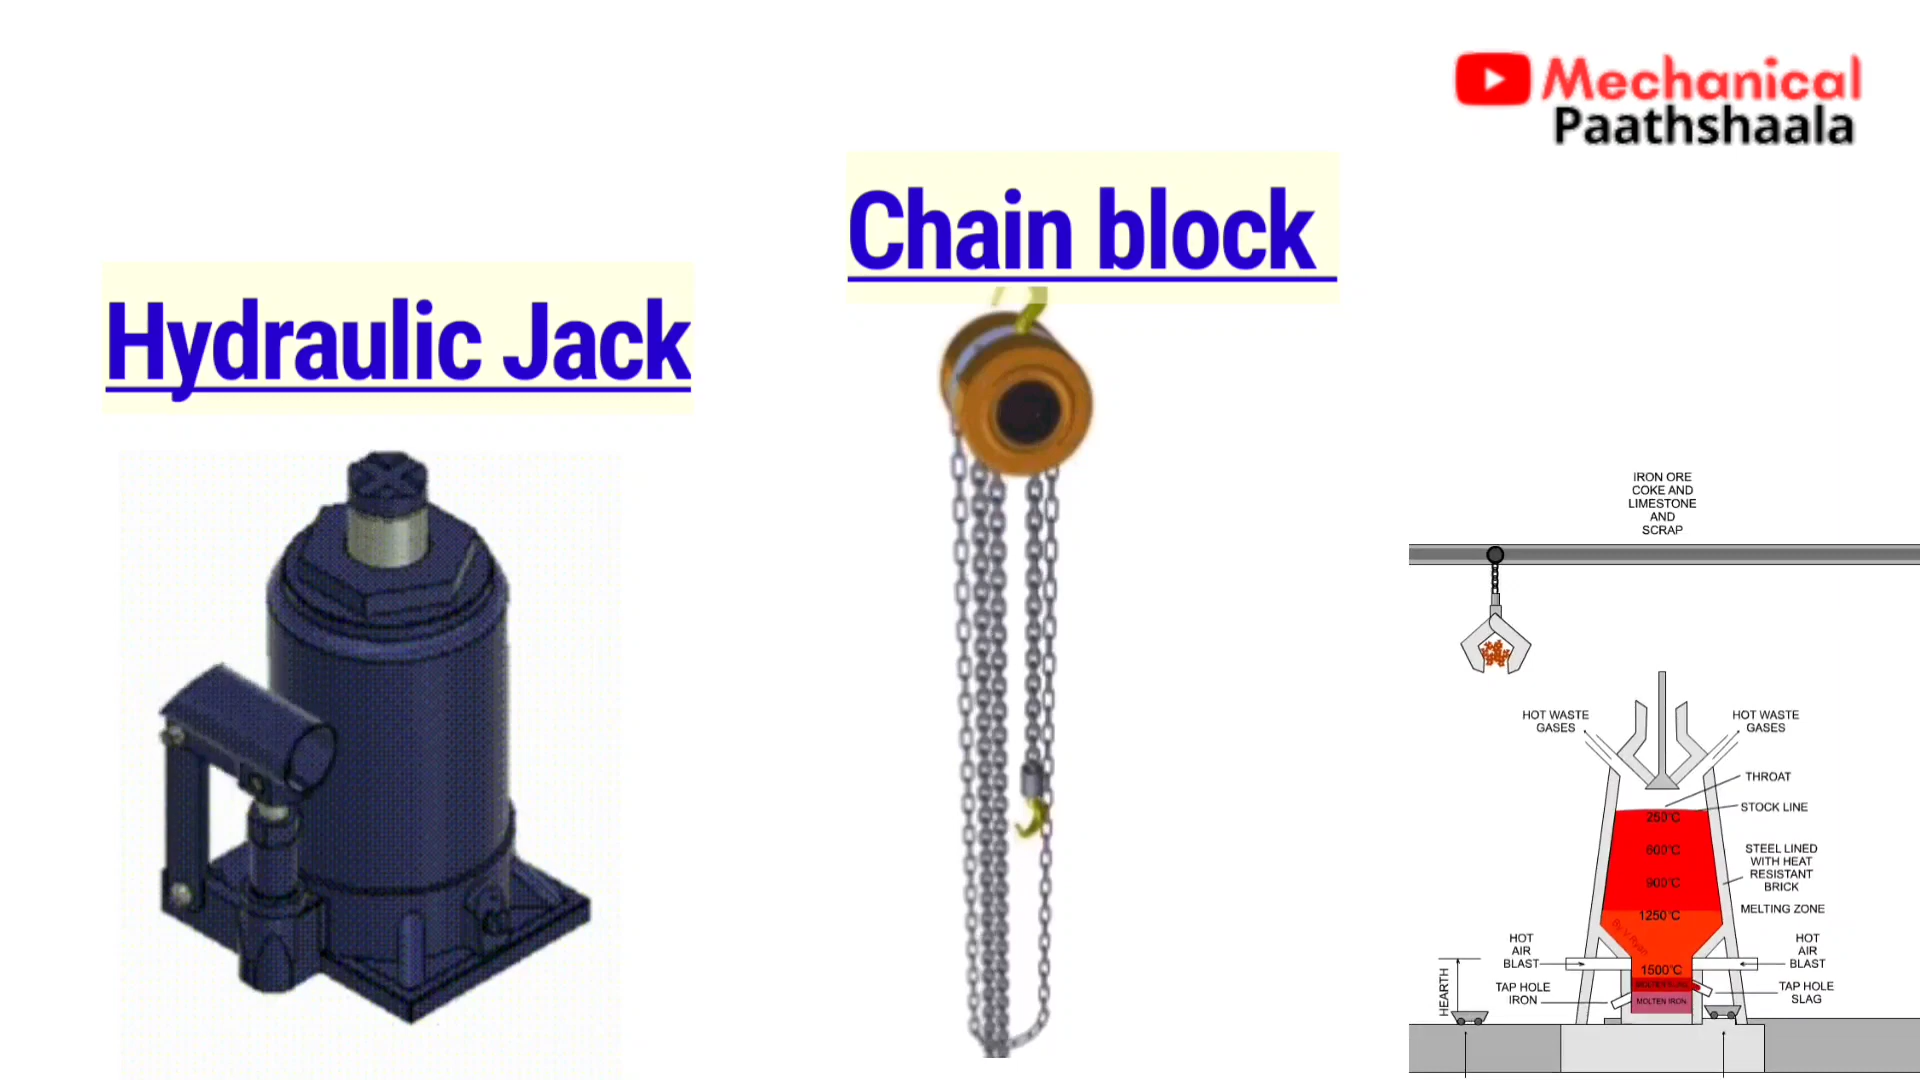 Mechanical
Paathshaala
Chain block
Hydraulic Jack
IRON ORE
COKE AND
LIMESTONE
AND
SCRAP
HOT WASTE
GASES
HOT WASTE
GASES
THROAT
STOCK LINE
250°C
600°C
STEEL LINED
WITH HEAT
RESISTANT
BRICK
900°C
1250°C
MELTING ZONE
By V.Ryan
HOT
AIR
BLAST
HOT
AIR
BLAST
1500°C
HEARTH
TAP HOLE
IRON
TAP HOLE
SLAG
MOLTEN IRON